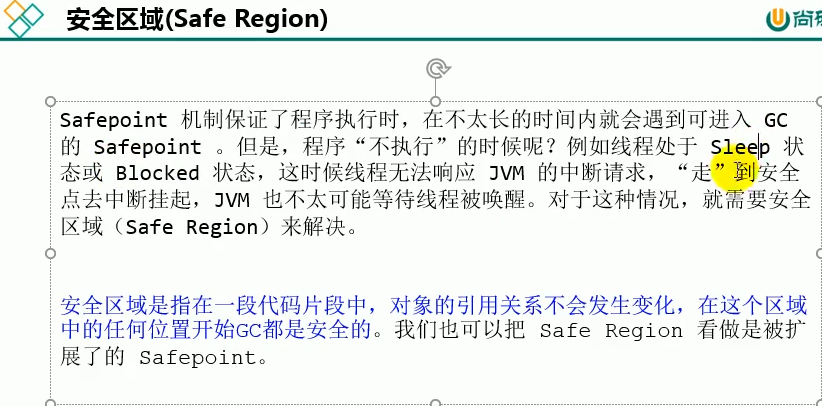 安全区域(Safe Region)
尚硅
Safepoint 机制保证了程序执行时，在不太长的时间内就会遇到可进入 GC
的 Safepoint 。但是，程序“不执行”的时候呢？例如线程处于 Sleep 状
态或 Blocked 状态，这时候线程无法响应 JVM 的中断请求，“走”到安全
点去中断挂起，JVM 也不太可能等待线程被唤醒。对于这种情况，就需要安全
区域（Safe Region）来解决。
安全区域是指在一段代码片段中，对象的引用关系不会发生变化，在这个区域
中的任何位置开始GC都是安全的。我们也可以把 Safe Region 看做是被扩
展了的 Safepoint。